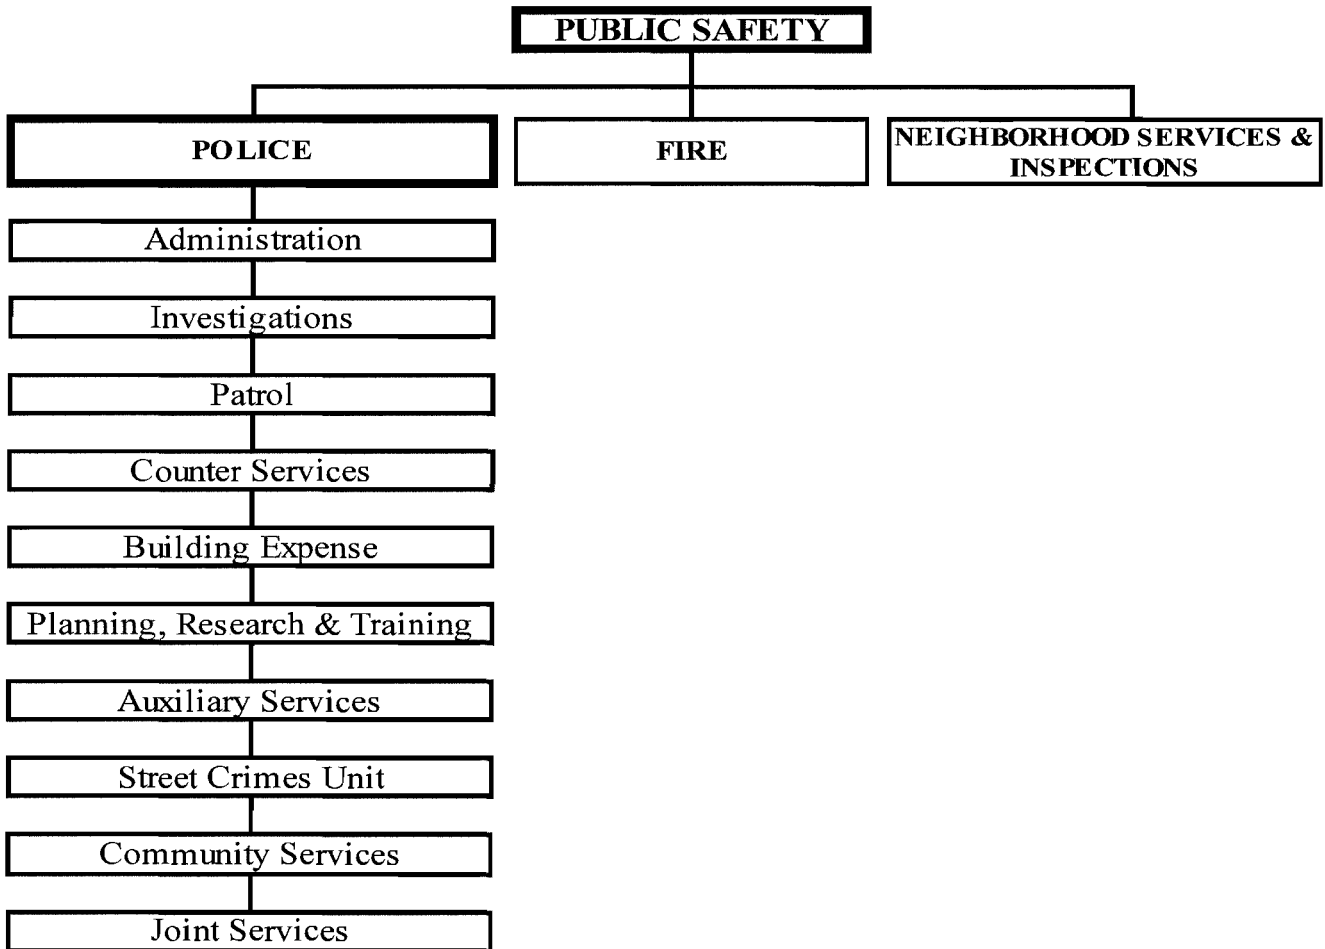 PUBLIC SAFETY
POLICE
FIRE
NEIGHBORHOOD SERVICES &
INSPECTIONS
Administration
Investigations
Patrol
Counter Services
Building Expense
Planning, Research & Training
Auxiliary Services
Street Crimes Unit
Community Services
Joint Services